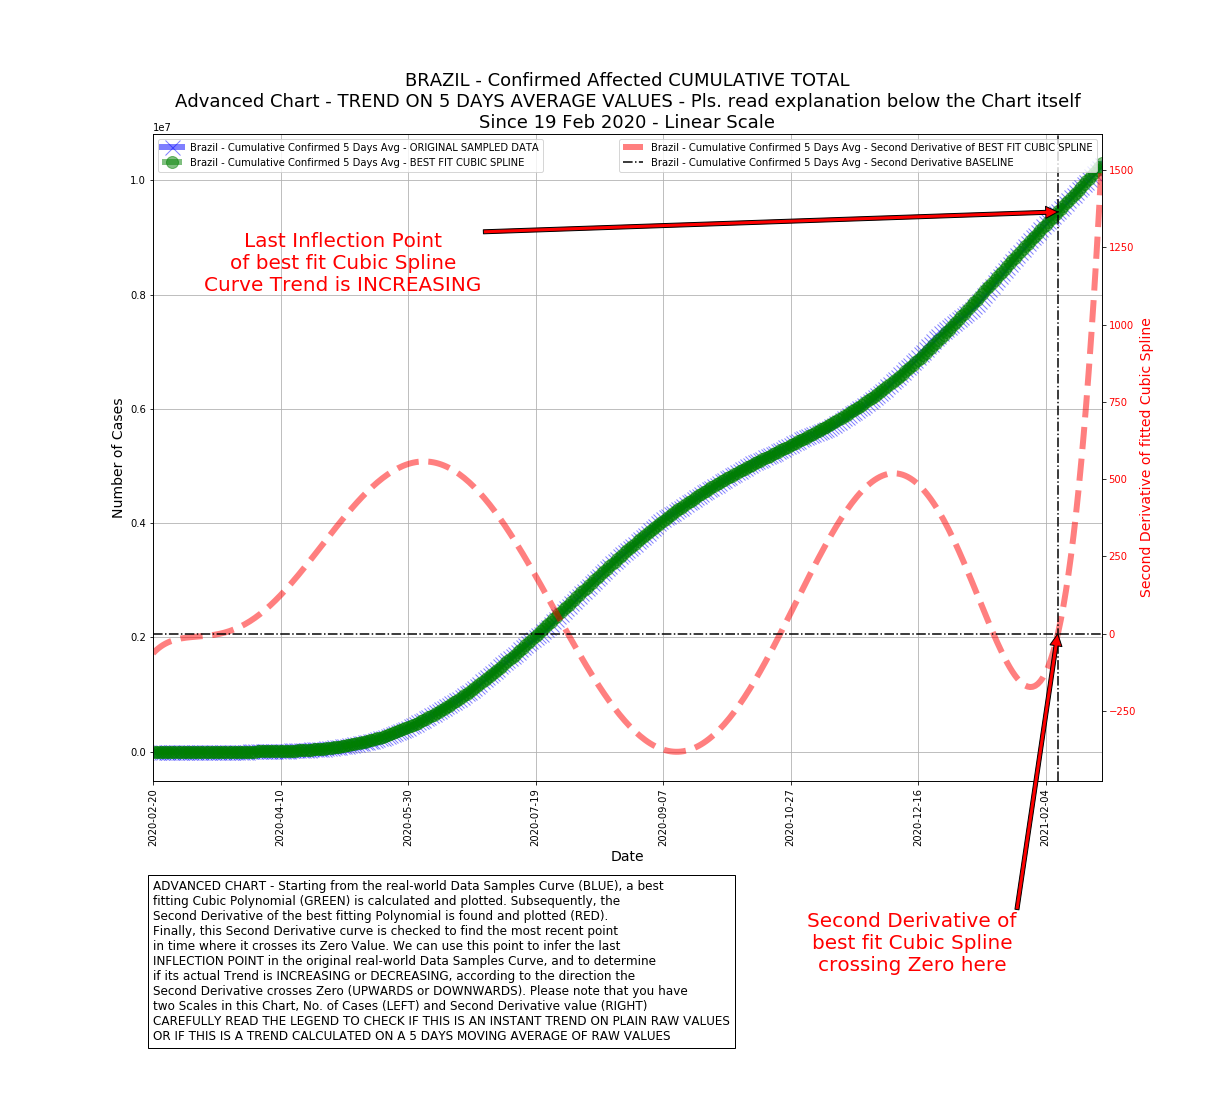 BRAZIL - Confirmed Affected CUMULATIVE TOTAL
Advanced Chart - TREND ON 5 DAYS AVERAGE VALUES - Pls. read explanation below the Chart itself
Since 19 Feb 2020 - Linear Scale
1e7
Brazil - Cumulative Confirmed 5 Days Avg - ORIGINAL SAMPLED DATA
Brazil - Cumulative Confirmed 5 Days Avg - BEST FIT CUBIC SPLINE
Brazil - Cumulative Confirmed 5 Days Avg - Second Derivative of BEST FIT CUBIC SPLINE
Brazil - Cumulative Confirmed 5 Days Avg - Second Derivative BASELINE
Last Inflection Point
of best fit Cubic Spline
Curve Trend is INCREASING
1.0
0.8
0.6
0.4
0.2
0.0
Number of Cases
1500
1250
1000
750
500
250
0
−250
Second Derivative of fitted Cubic Spline
2020-02-20
2020-04-10
2020-05-30
2020-07-19
2020-09-07
2020-10-27
2020-12-16
2021-02-04
Date
ADVANCED CHART - Starting from the real-world Data Samples Curve (BLUE), a best
fitting Cubic Polynomial (GREEN) is calculated and plotted. Subsequently, the
Second Derivative of the best fitting Polynomial is found and plotted (RED).
Finally, this Second Derivative curve is checked to find the most recent point
in time where it crosses its Zero Value. We can use this point to infer the last
INFLECTION POINT in the original real-world Data Samples Curve, and to determine
if its actual Trend is INCREASING or DECREASING, according to the direction the
Second Derivative crosses Zero (UPWARDS or DOWNWARDS). Please note that you have
two Scales in this Chart, No. of Cases (LEFT) and Second Derivative value (RIGHT)
CAREFULLY READ THE LEGEND TO CHECK IF THIS IS AN INSTANT TREND ON PLAIN RAW VALUES
OR IF THIS IS A TREND CALCULATED ON A 5 DAYS MOVING AVERAGE OF RAW VALUES
Second Derivative of
best fit Cubic Spline
crossing Zero here